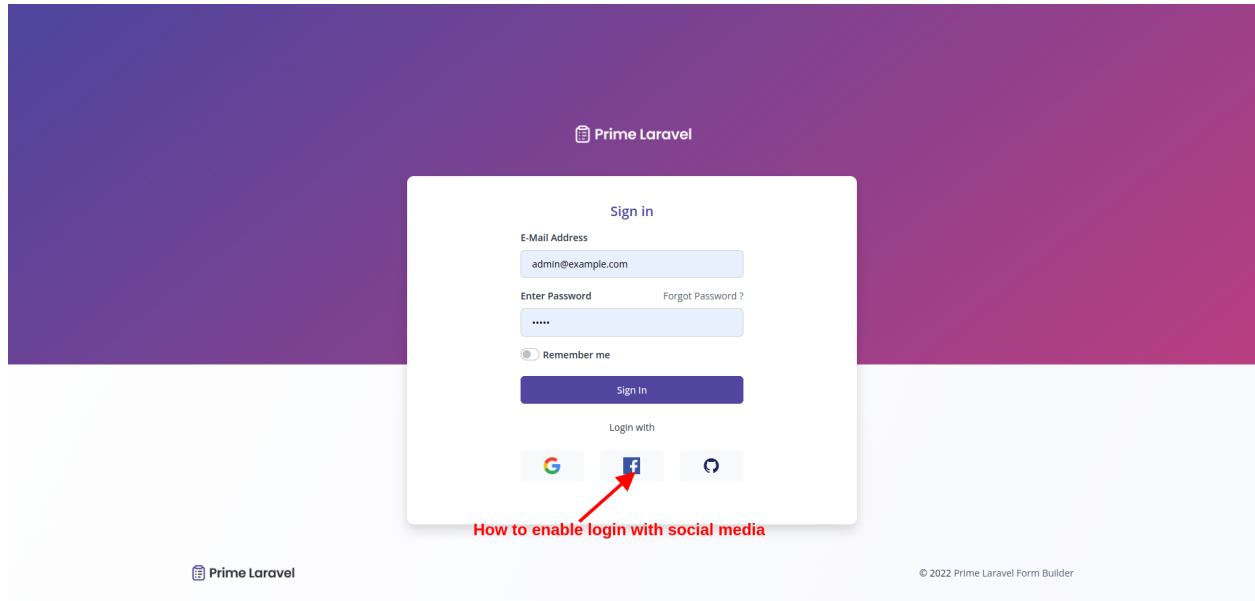 Prime Laravel
Sign in
E-Mail Address
admin@example.com
Enter Password Forgot Password ?
•••••
Remember me
Sign In
Login with
How to enable login with social media
Prime Laravel © 2022 Prime Laravel Form Builder